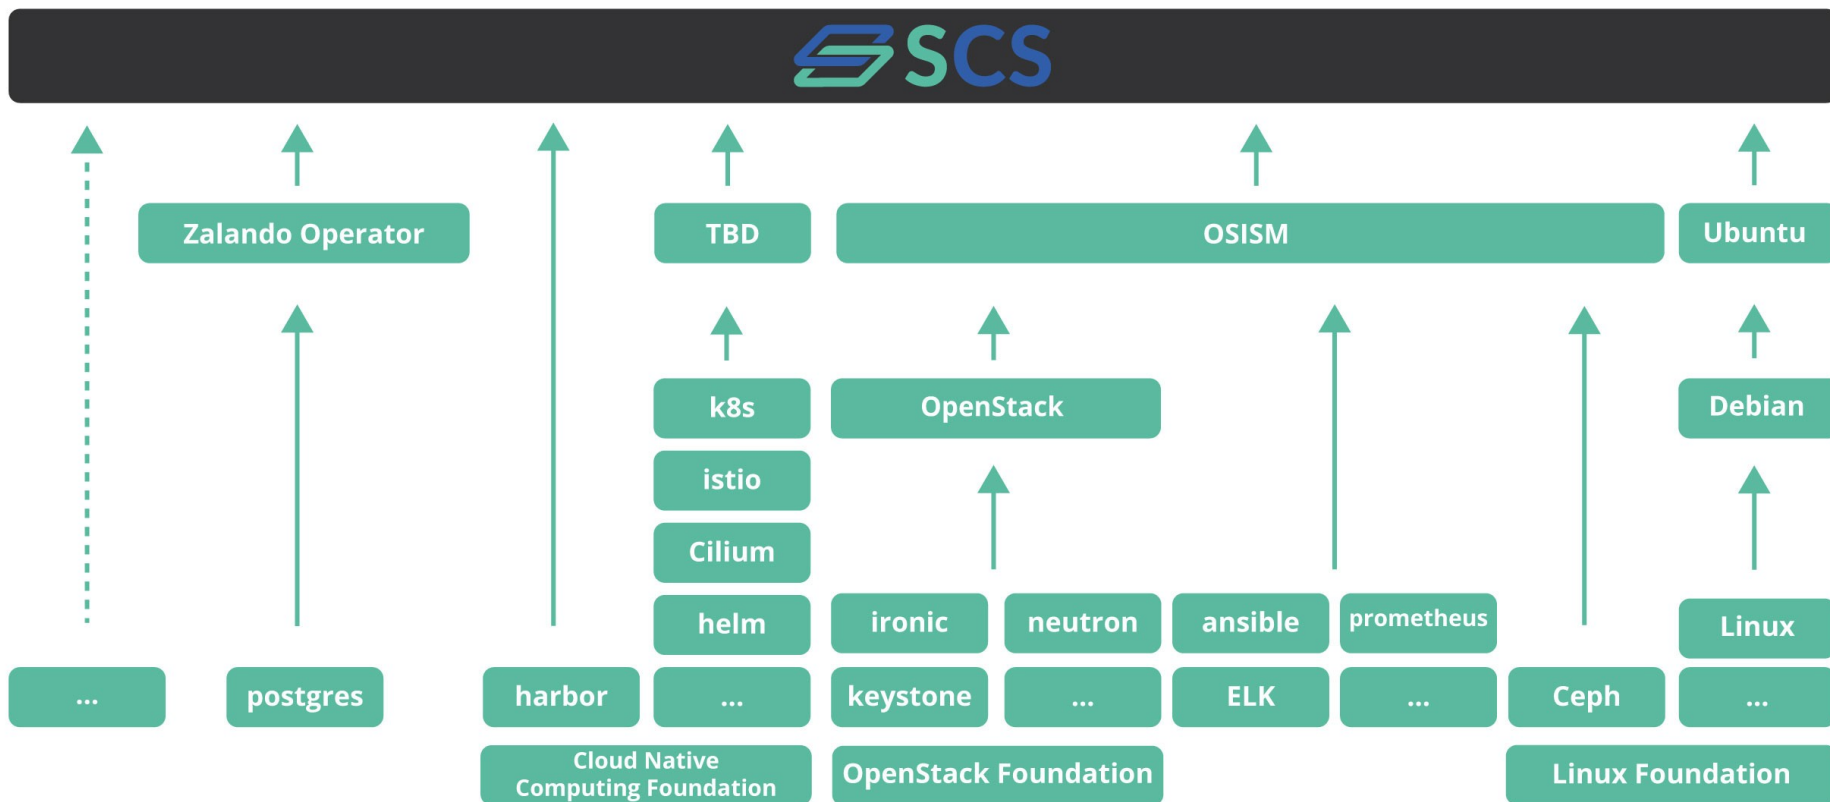 SCS
Zalando Operator
TBD
OSISM
Ubuntu
k8s
OpenStack
Debian
istio
Cilium
helm
ironic
neutron
ansible
prometheus
Linux
...
postgres
harbor
...
keystone
...
ELK
...
Ceph
...
Cloud Native
Computing Foundation
OpenStack Foundation
Linux Foundation